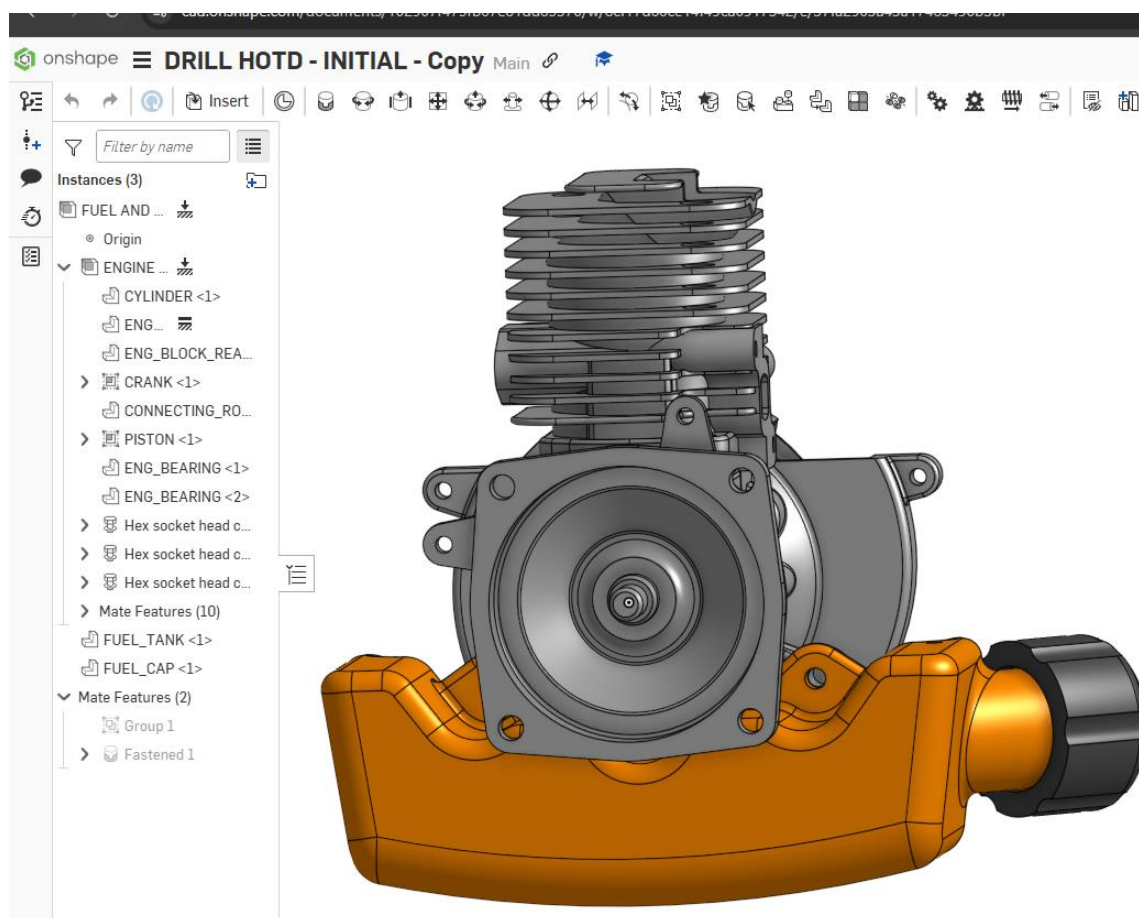 onshape DRILL HOTD - INITIAL - Copy Main
Insert
Filter by name
Instances (3)
FUEL AND ...
Origin
ENGINE ...
CYLINDER <1>
ENG...
ENG_BLOCK_REA...
CRANK <1>
CONNECTING_RO...
PISTON <1>
ENG_BEARING <1>
ENG_BEARING <2>
Hex socket head c...
Hex socket head c...
Hex socket head c...
Mate Features (10)
FUEL_TANK <1>
FUEL_CAP <1>
Mate Features (2)
Group 1
Fastened 1